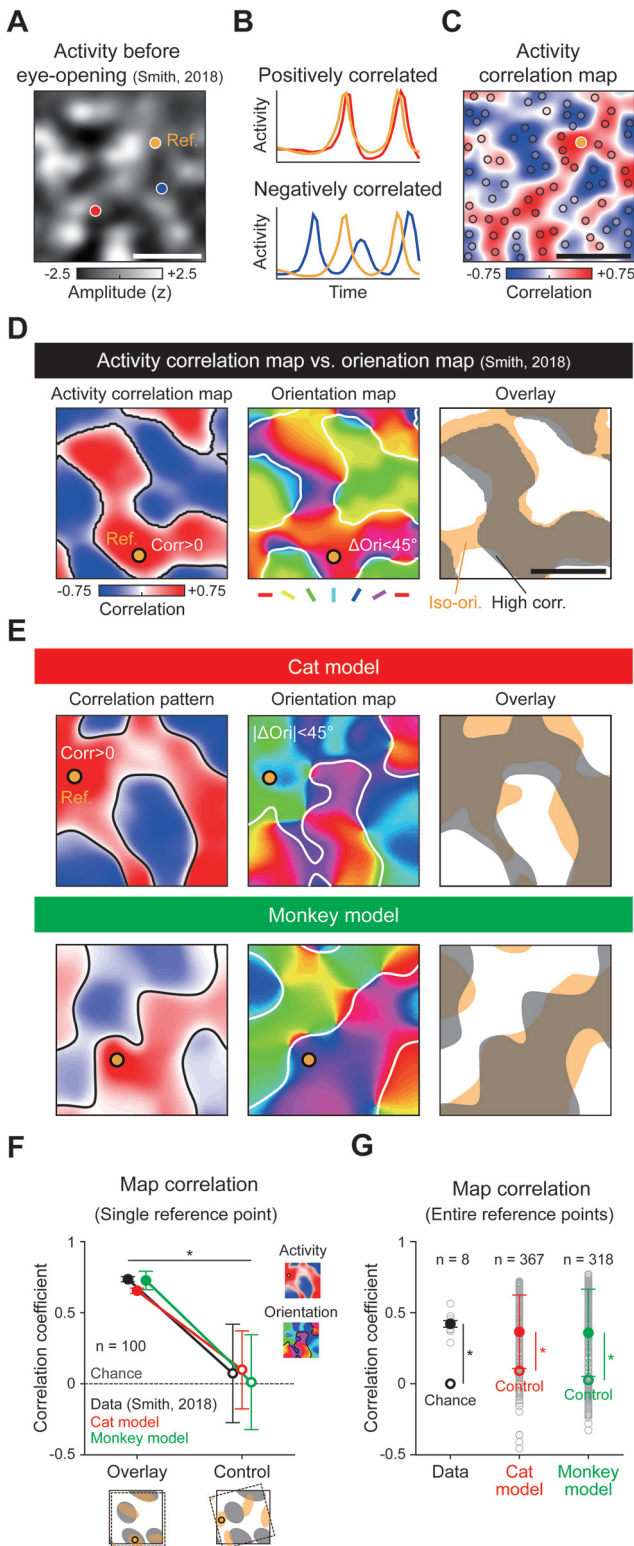 A
Activity before
eye-opening (Smith, 2018)
Ref.
-2.5 +2.5
Amplitude (z)
B
Positively correlated
Activity
Negatively correlated
Activity
Time
C
Activity
correlation map
-0.75 +0.75
Correlation
D
Activity correlation map vs. orienation map (Smith, 2018)
Activity correlation map
Orientation map
Overlay
Ref.
Corr>0
ΔOri<45°
-0.75 +0.75
Correlation
Iso-ori.
High corr.
E
Cat model
Correlation pattern
Orientation map
Overlay
Corr>0
Ref.
|ΔOri|<45°
Monkey model
F
Map correlation
(Single reference point)
Correlation coefficient
1
0.5
0
-0.5
*
Activity
Orientation
n = 100
Chance
Data (Smith, 2018)
Cat model
Monkey model
Overlay
Control
G
Map correlation
(Entire reference points)
Correlation coefficient
1
0.5
0
-0.5
n = 8
n = 367
n = 318
*
*
*
Chance
Control
Control
Data
Cat
model
Monkey
model